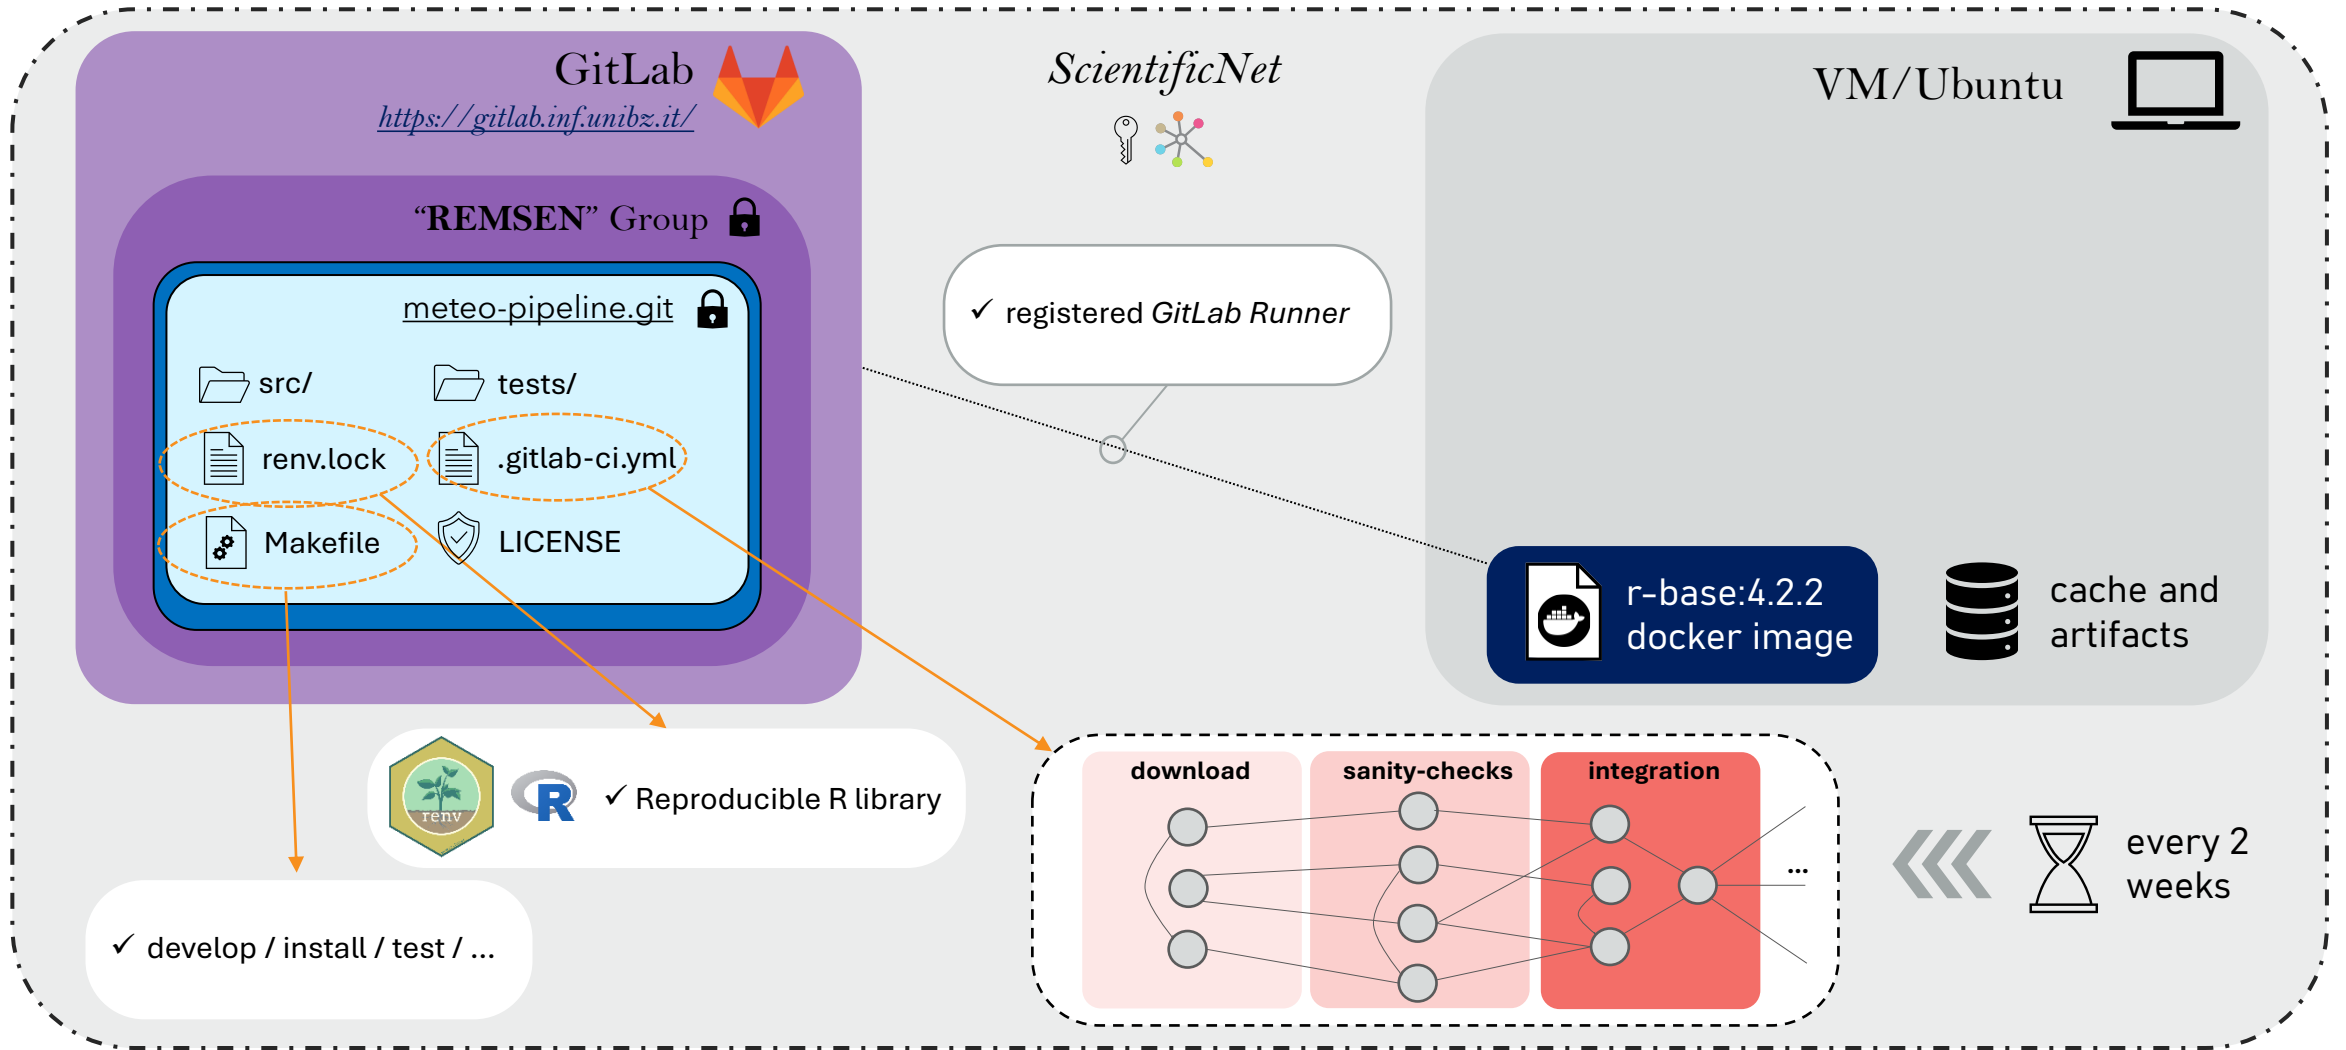 GitLab
https://gitlab.inf.unibz.it/
“REMSEN” Group
meteo-pipeline.git
src/
tests/
renv.lock
.gitlab-ci.yml
Makefile
LICENSE
ScientificNet
✓ registered GitLab Runner
VM/Ubuntu
r-base:4.2.2
docker image
cache and
artifacts
renv
R
✓ Reproducible R library
✓ develop / install / test / ...
download
sanity-checks
integration
...
every 2
weeks